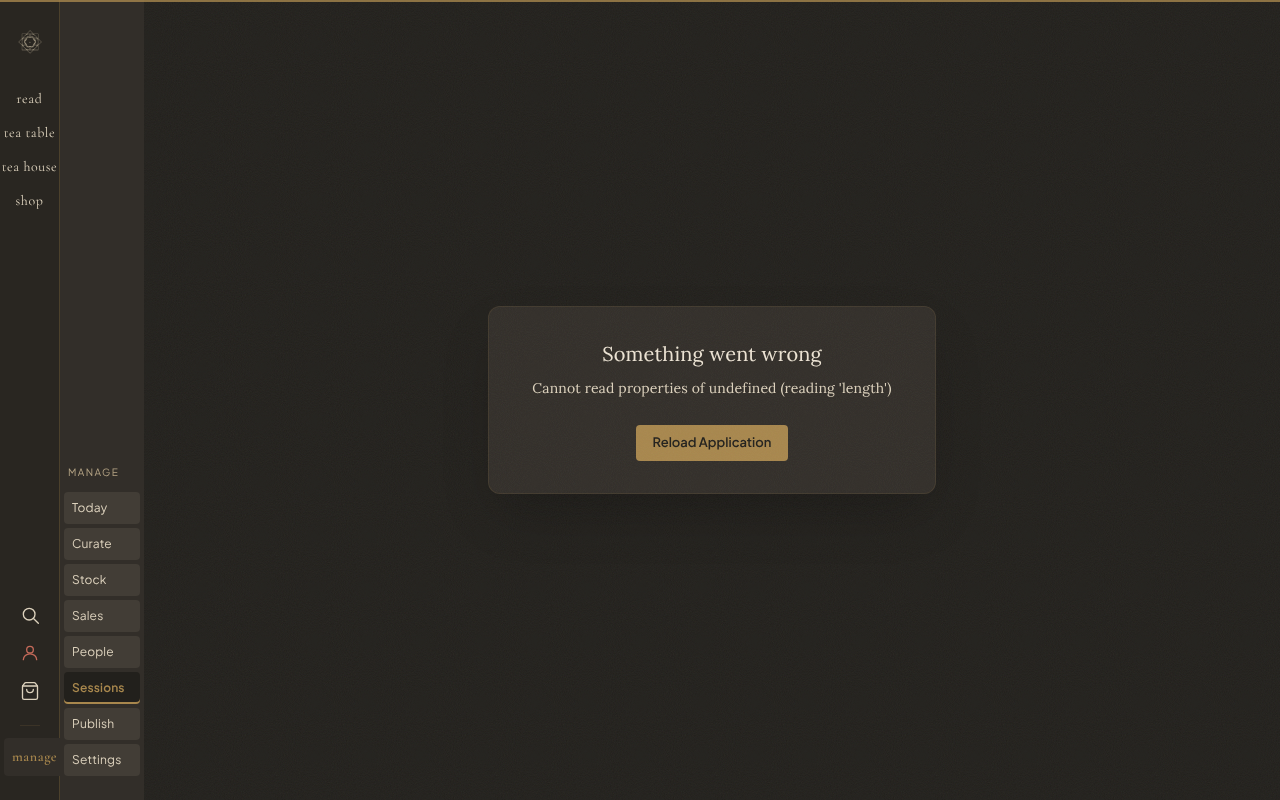 read
tea table
tea house
shop
manage
MANAGE
Today
Curate
Stock
Sales
People
Sessions
Publish
Settings
Something went wrong
Cannot read properties of undefined (reading 'length')
Reload Application